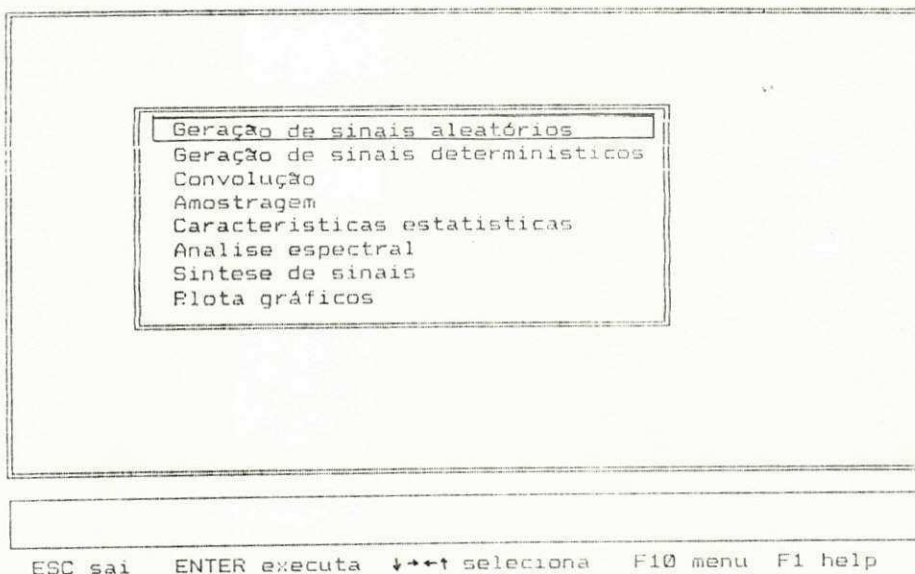 Geração de sinais aleatórios
Geração de sinais deterministicos
Convolução
Amostragem
Caracteristicas estatisticas
Analise espectral
Sintese de sinais
Plota gráficos
ESC sai ENTER executa ↓→←↑ seleciona F10 menu F1 help